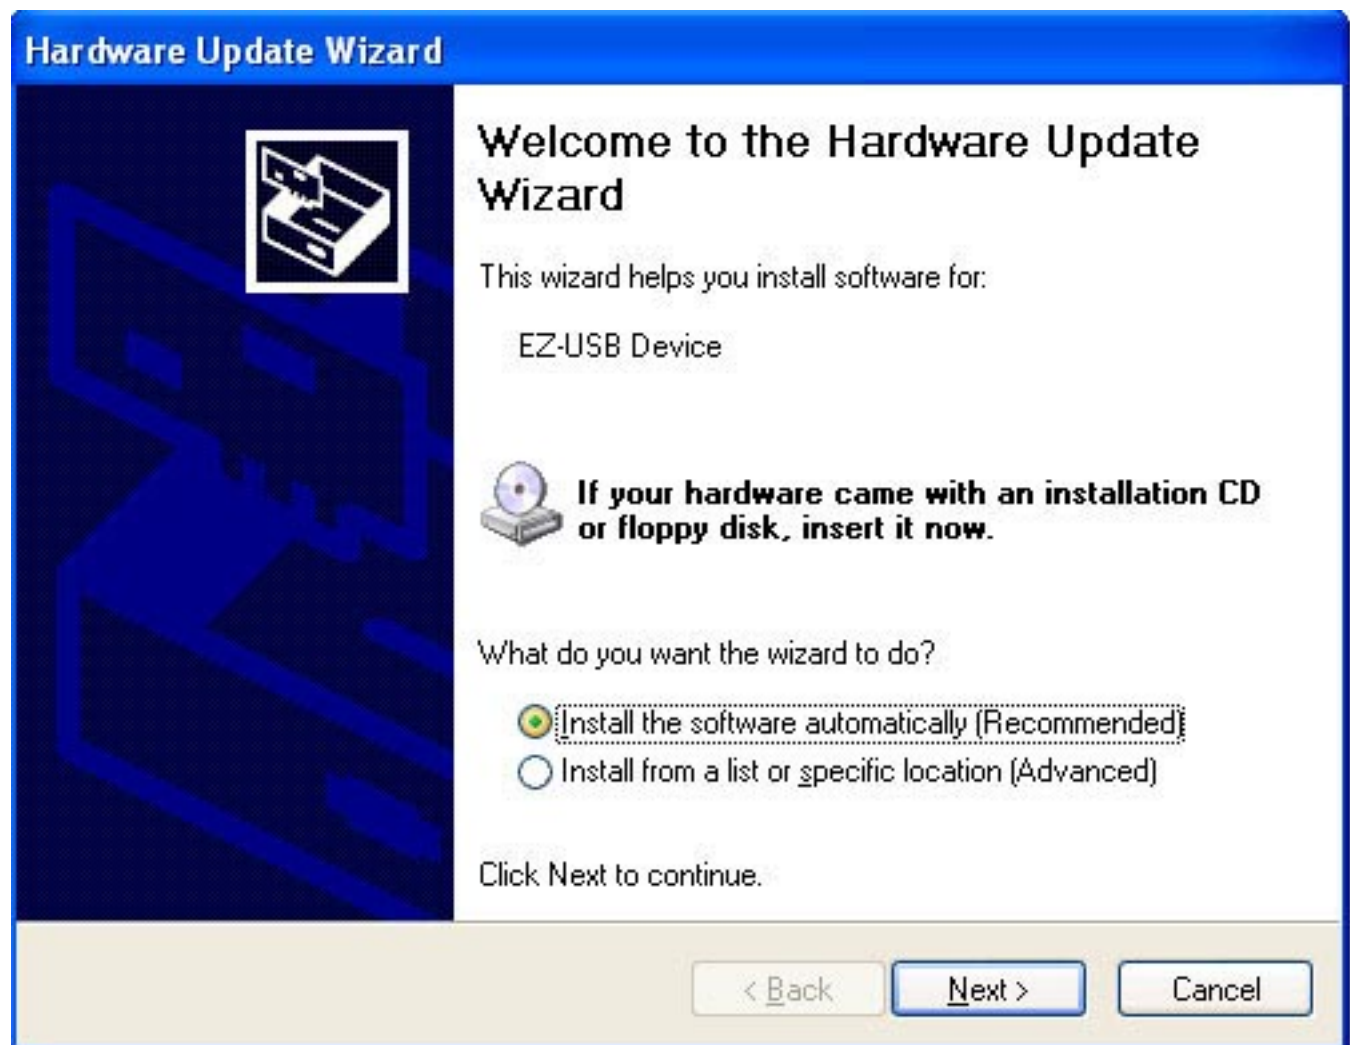 Hardware Update Wizard
Welcome to the Hardware Update
Wizard
This wizard helps you install software for:
EZ-USB Device
If your hardware came with an installation CD
or floppy disk, insert it now.
What do you want the wizard to do?
Install the software automatically (Recommended)
Install from a list or specific location (Advanced)
Click Next to continue.
< Back
Next >
Cancel